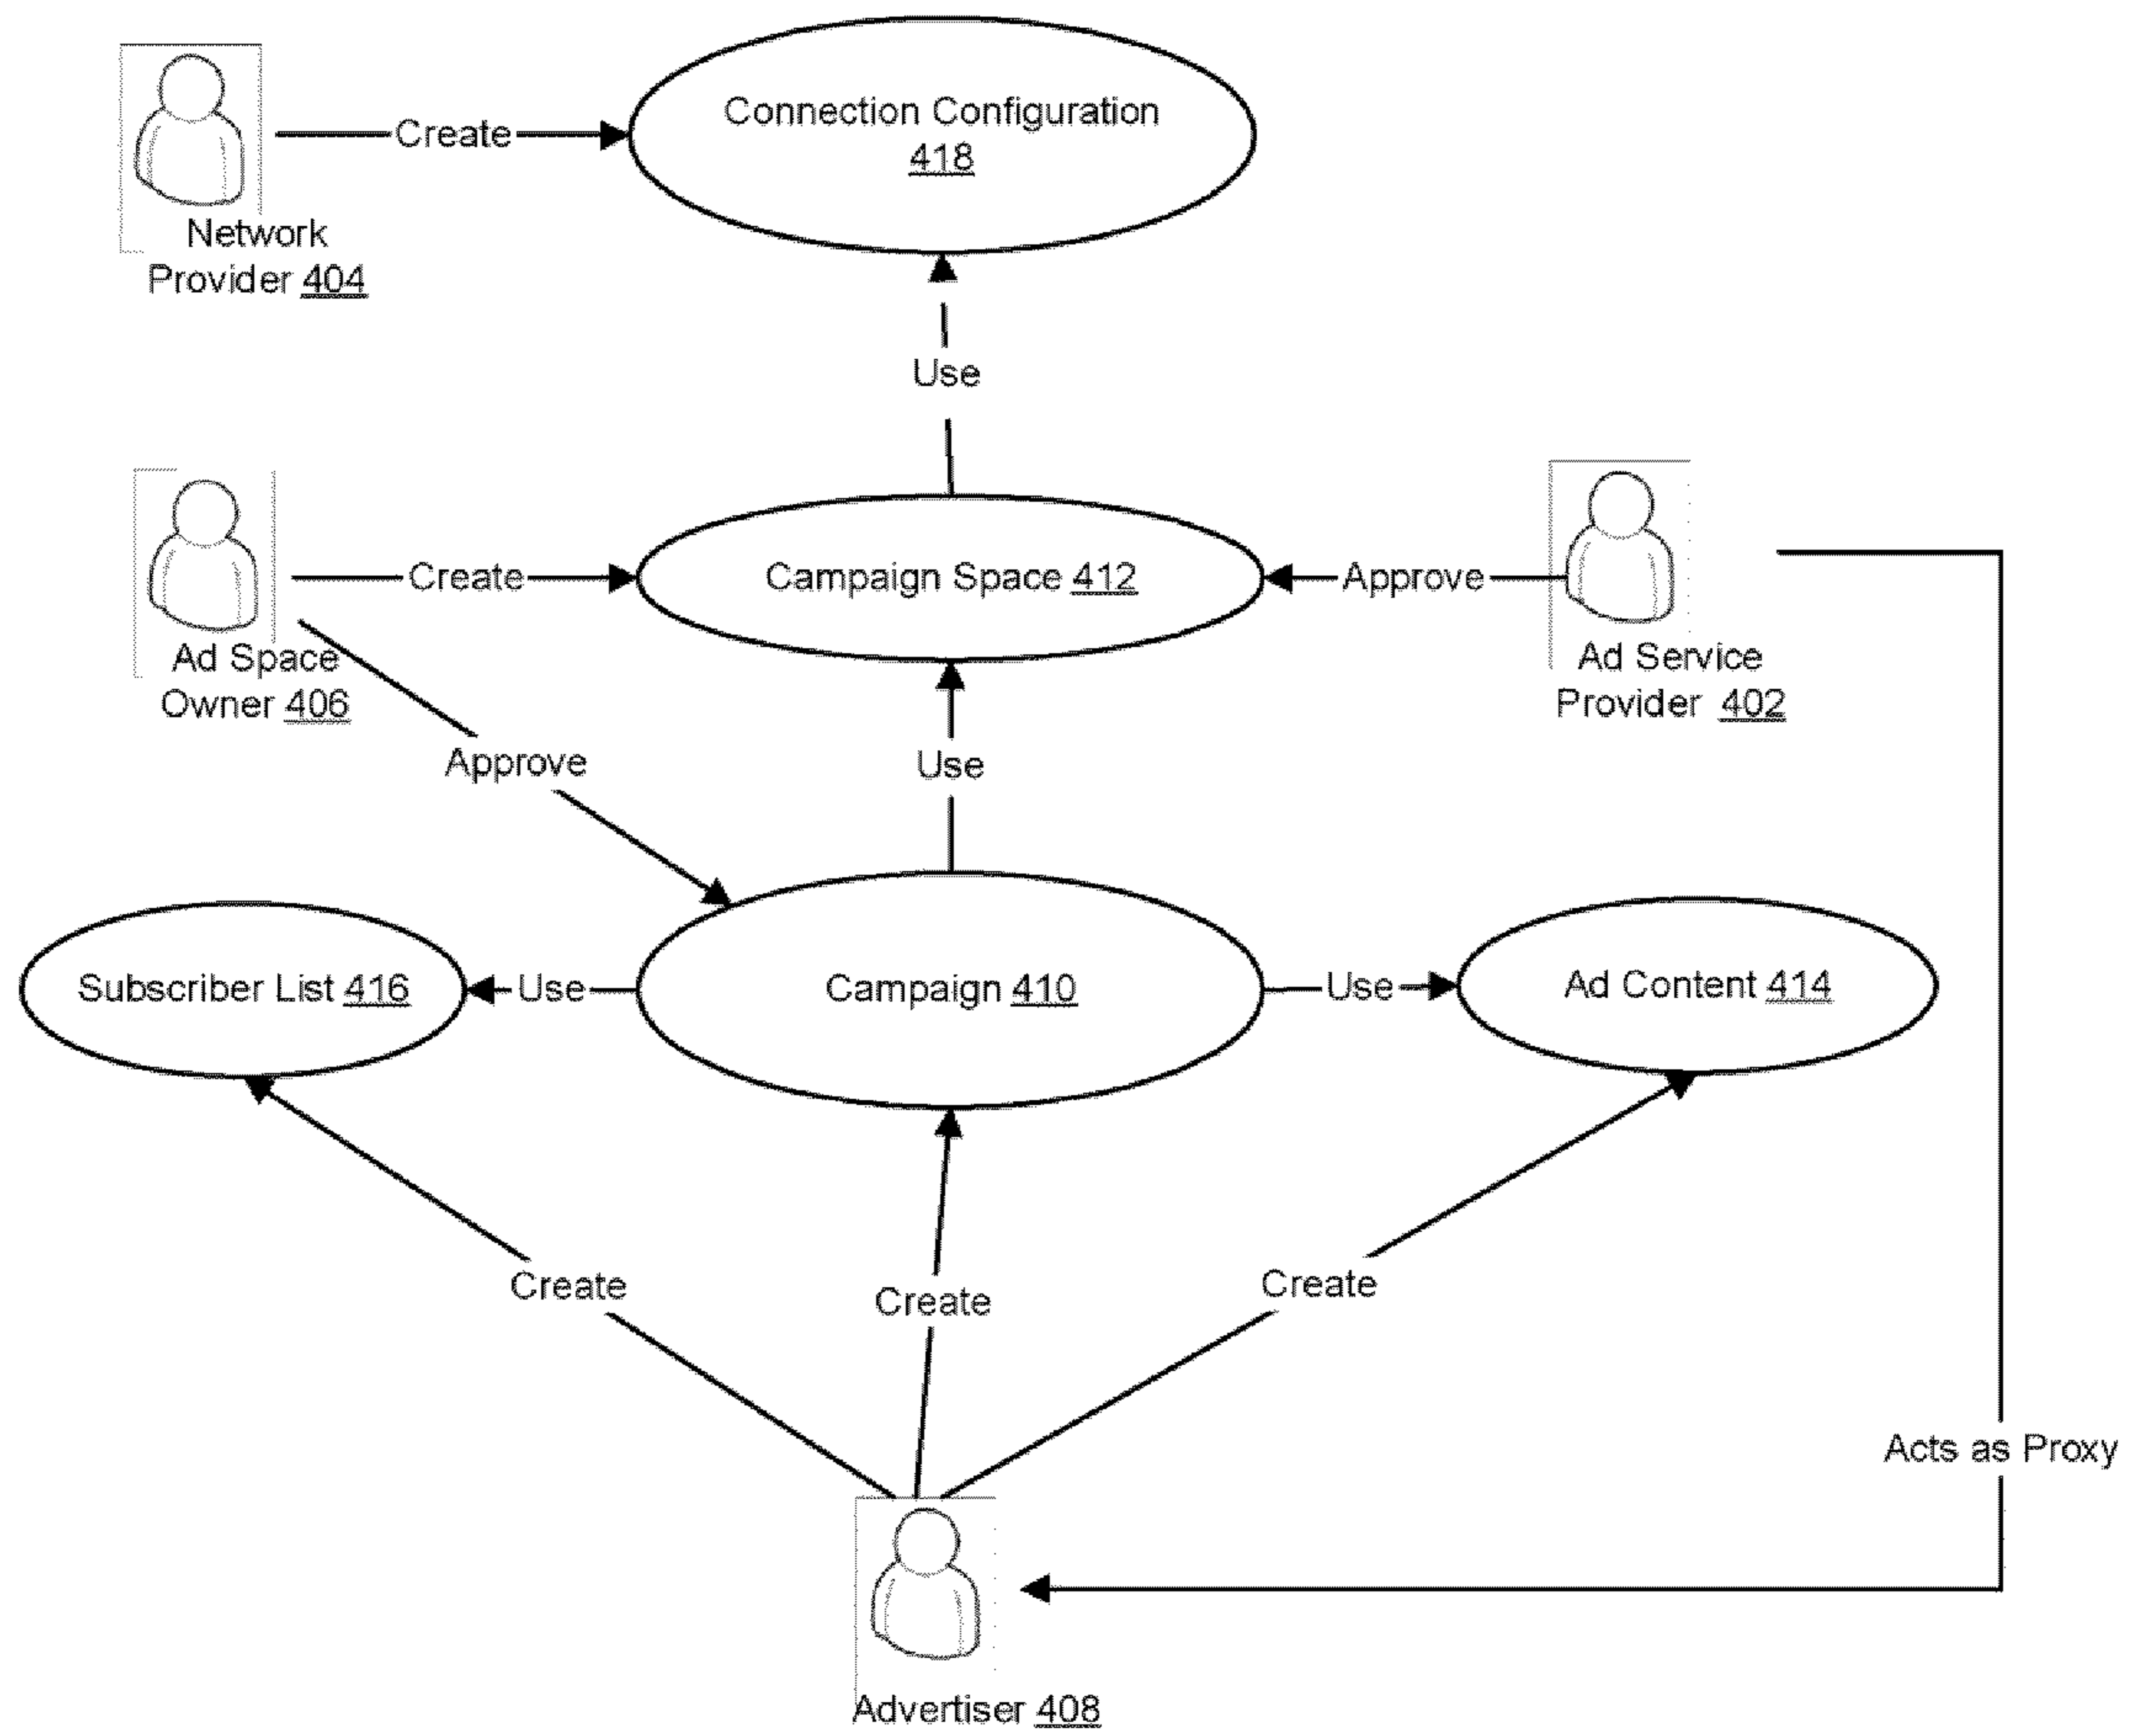 Connection Configuration
418
Create
Network
Provider 404
Use
Create
Campaign Space 412
Approve
Ad Space
Owner 406
Ad Service
Provider 402
Approve
Use
Subscriber List 416
Use
Campaign 410
Use
Ad Content 414
Create
Create
Create
Acts as Proxy
Advertiser 408